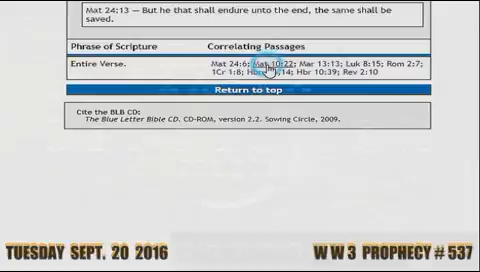 Mat 24:13 — But he that shall endure unto the end, the same shall be
saved.
Phrase of Scripture Correlating Passages
Entire Verse. Mat 24:6; Mat 10:22; Mar 13:13; Luk 8:15; Rom 2:7;
1Cr 1:8; 14; Hbr 10:39; Rev 2:10
Return to top
Cite the BLB CD:
The Blue Letter Bible CD. CD-ROM, version 2.2. Sowing Circle, 2009.
TUESDAY SEPT. 20 2016 WW3 PROPHECY # 537